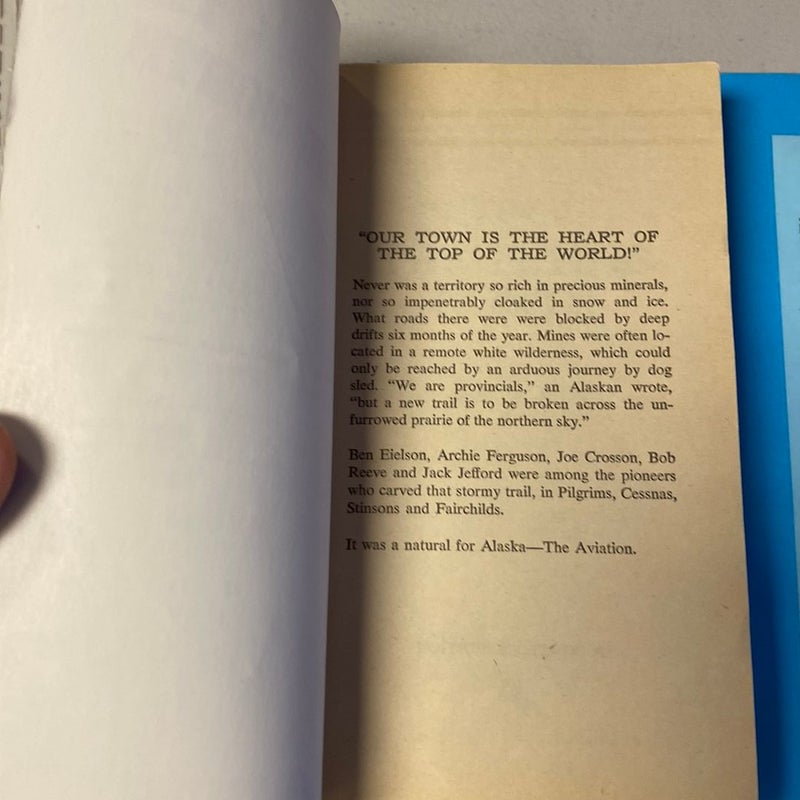 “OUR TOWN IS THE HEART OF
THE TOP OF THE WORLD!”
Never was a territory so rich in precious minerals,
nor so impenetrably cloaked in snow and ice.
What roads there were were blocked by deep
drifts six months of the year. Mines were often lo-
cated in a remote white wilderness, which could
only be reached by an arduous journey by dog
sled. “We are provincials,” an Alaskan wrote,
“but a new trail is to be broken across the un-
furrowed prairie of the northern sky.”
Ben Eielson, Archie Ferguson, Joe Crosson, Bob
Reeve and Jack Jefford were among the pioneers
who carved that stormy trail, in Pilgrims, Cessnas,
Stinsons and Fairchilds.
It was a natural for Alaska—The Aviation.